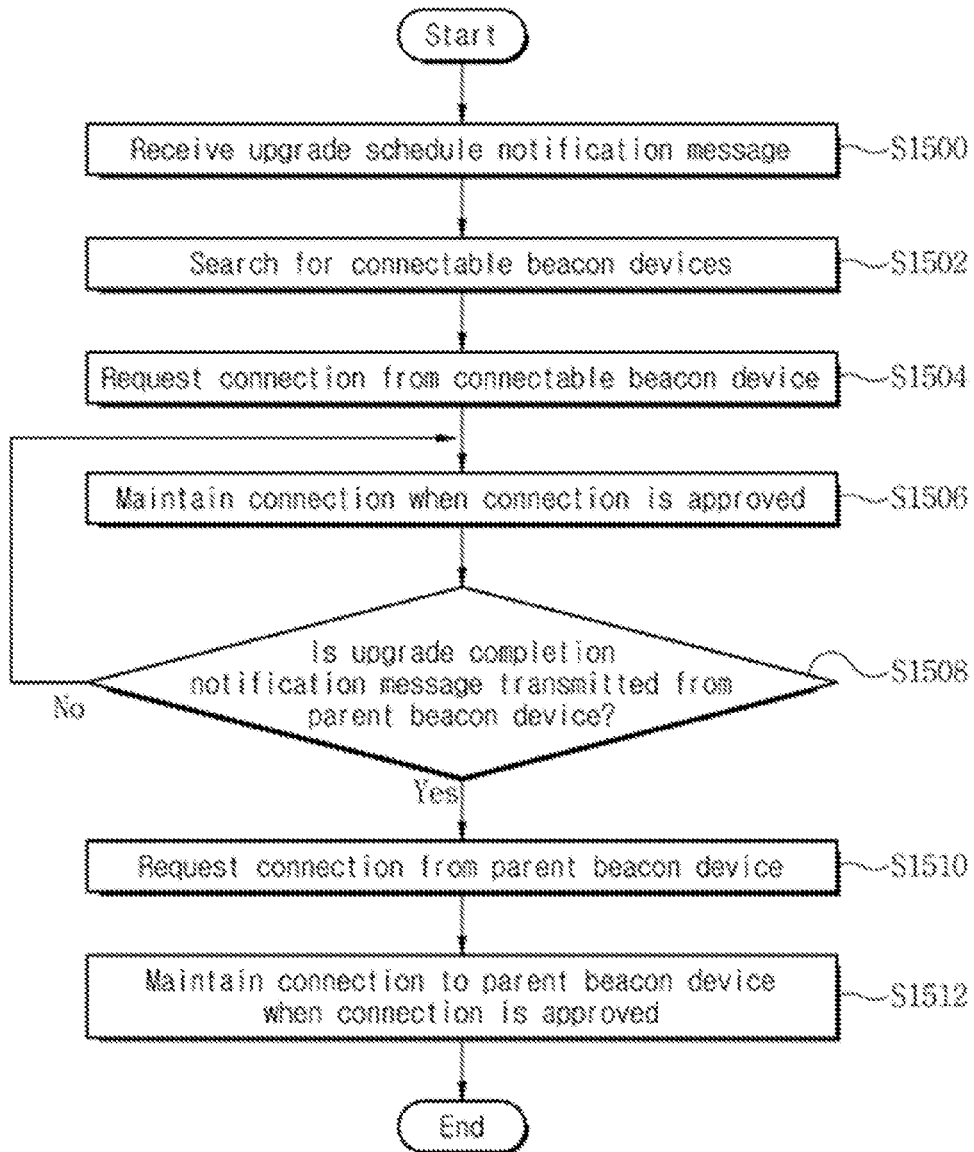 Start
Receive upgrade schedule notification message
S1500
Search for connectable beacon devices
S1502
Request connection from connectable beacon device
S1504
Maintain connection when connection is approved
S1506
Is upgrade completion
notification message transmitted from
parent beacon device?
S1508
No
Yes
Request connection from parent beacon device
S1510
Maintain connection to parent beacon device
when connection is approved
S1512
End